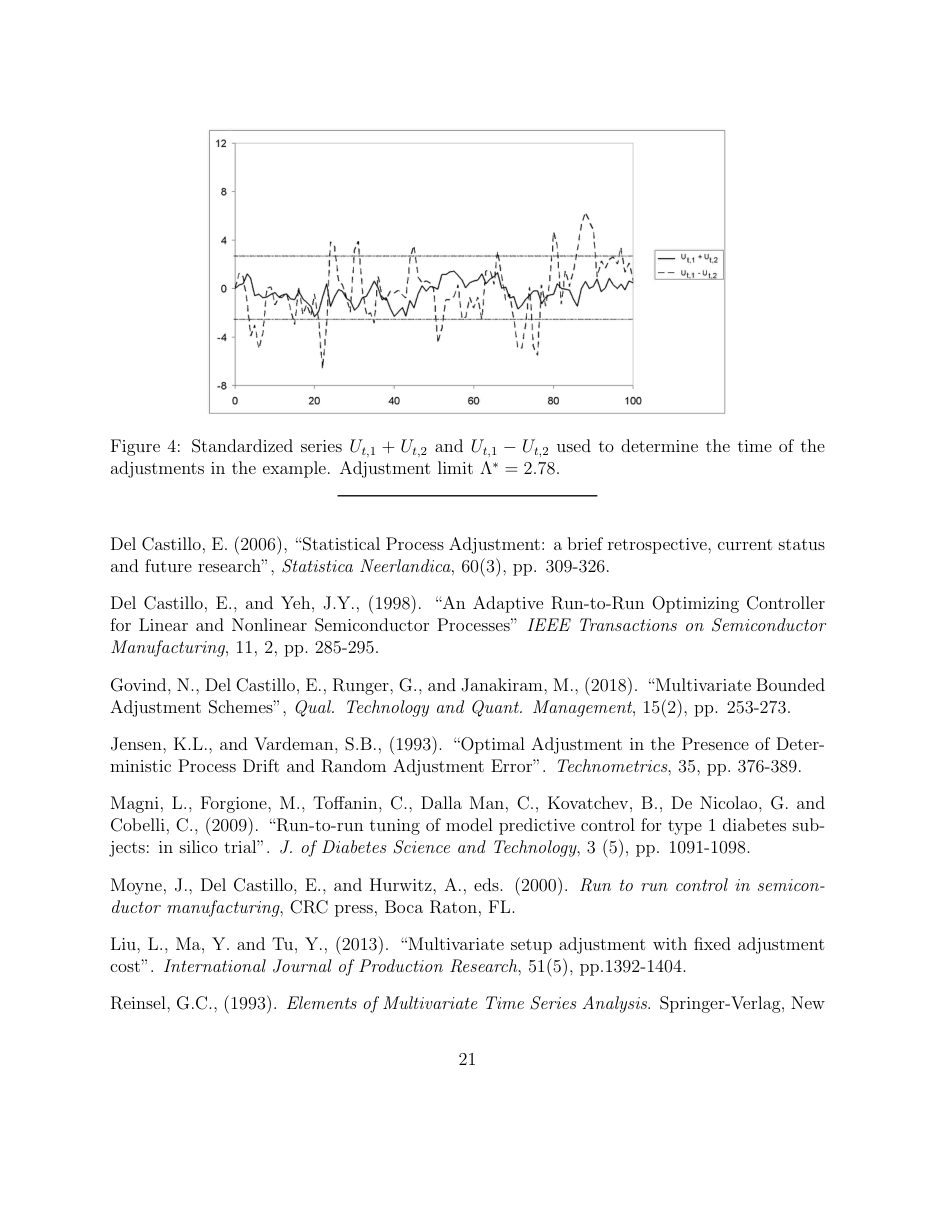 12
8
4
0
-4
-8
0 20 40 60 80 100
U_{t,1} + U_{t,2}
U_{t,1} - U_{t,2}
Figure 4: Standardized series U_{t,1} + U_{t,2} and U_{t,1} − U_{t,2} used to determine the time of the
adjustments in the example. Adjustment limit Λ* = 2.78.
Del Castillo, E. (2006), “Statistical Process Adjustment: a brief retrospective, current status
and future research”, Statistica Neerlandica, 60(3), pp. 309-326.
Del Castillo, E., and Yeh, J.Y., (1998). “An Adaptive Run-to-Run Optimizing Controller
for Linear and Nonlinear Semiconductor Processes” IEEE Transactions on Semiconductor
Manufacturing, 11, 2, pp. 285-295.
Govind, N., Del Castillo, E., Runger, G., and Janakiram, M., (2018). “Multivariate Bounded
Adjustment Schemes”, Qual. Technology and Quant. Management, 15(2), pp. 253-273.
Jensen, K.L., and Vardeman, S.B., (1993). “Optimal Adjustment in the Presence of Deter-
ministic Process Drift and Random Adjustment Error”. Technometrics, 35, pp. 376-389.
Magni, L., Forgione, M., Toffanin, C., Dalla Man, C., Kovatchev, B., De Nicolao, G. and
Cobelli, C., (2009). “Run-to-run tuning of model predictive control for type 1 diabetes sub-
jects: in silico trial”. J. of Diabetes Science and Technology, 3 (5), pp. 1091-1098.
Moyne, J., Del Castillo, E., and Hurwitz, A., eds. (2000). Run to run control in semicon-
ductor manufacturing, CRC press, Boca Raton, FL.
Liu, L., Ma, Y. and Tu, Y., (2013). “Multivariate setup adjustment with fixed adjustment
cost”. International Journal of Production Research, 51(5), pp.1392-1404.
Reinsel, G.C., (1993). Elements of Multivariate Time Series Analysis. Springer-Verlag, New
21